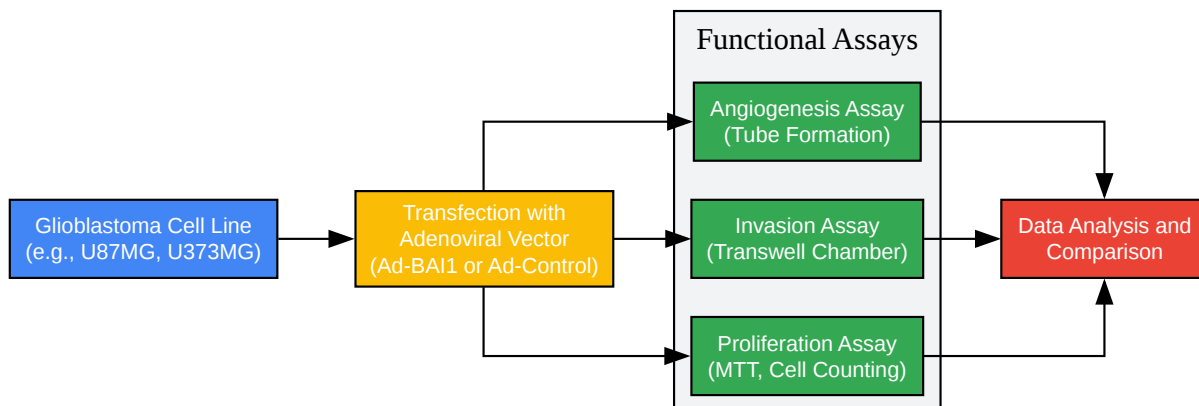 Functional Assays
Angiogenesis Assay
(Tube Formation)
Glioblastoma Cell Line
(e.g., U87MG, U373MG)
Transfection with
Adenoviral Vector
(Ad-BAI1 or Ad-Control)
Invasion Assay
(Transwell Chamber)
Data Analysis and
Comparison
Proliferation Assay
(MTT, Cell Counting)